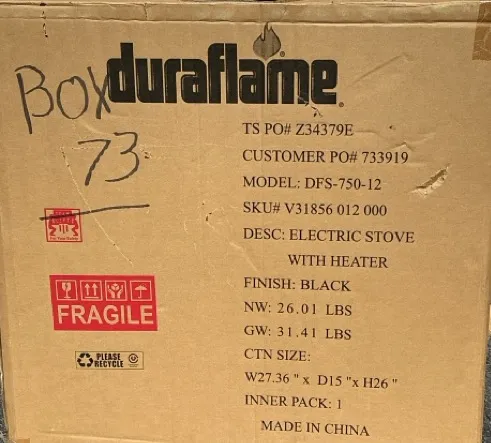 BOX
73
duraflame
TS PO# Z34379E
CUSTOMER PO# 733919
MODEL: DFS-750-12
SKU# V31856 012 000
DESC: ELECTRIC STOVE
WITH HEATER
FINISH: BLACK
NW: 26.01 LBS
GW: 31.41 LBS
CTN SIZE:
W27.36 " x D15 "x H26 "
INNER PACK: 1
MADE IN CHINA
FRAGILE
PLEASE
RECYCLE